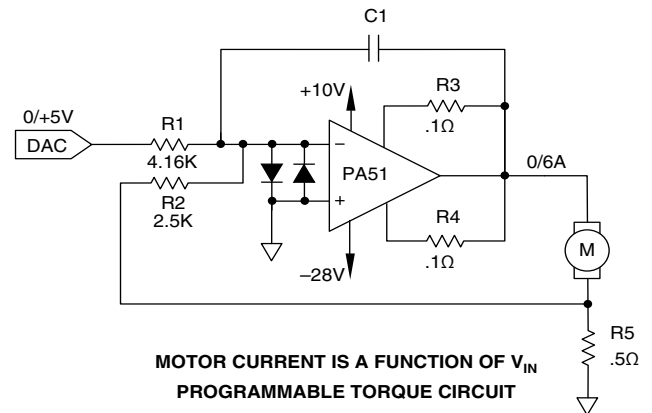 C1
+10V
R3
.1Ω
0/+5V
DAC
R1
4.16K
R2
2.5K
–
+
PA51
0/6A
R4
.1Ω
–28V
M
R5
.5Ω
MOTOR CURRENT IS A FUNCTION OF VIN
PROGRAMMABLE TORQUE CIRCUIT